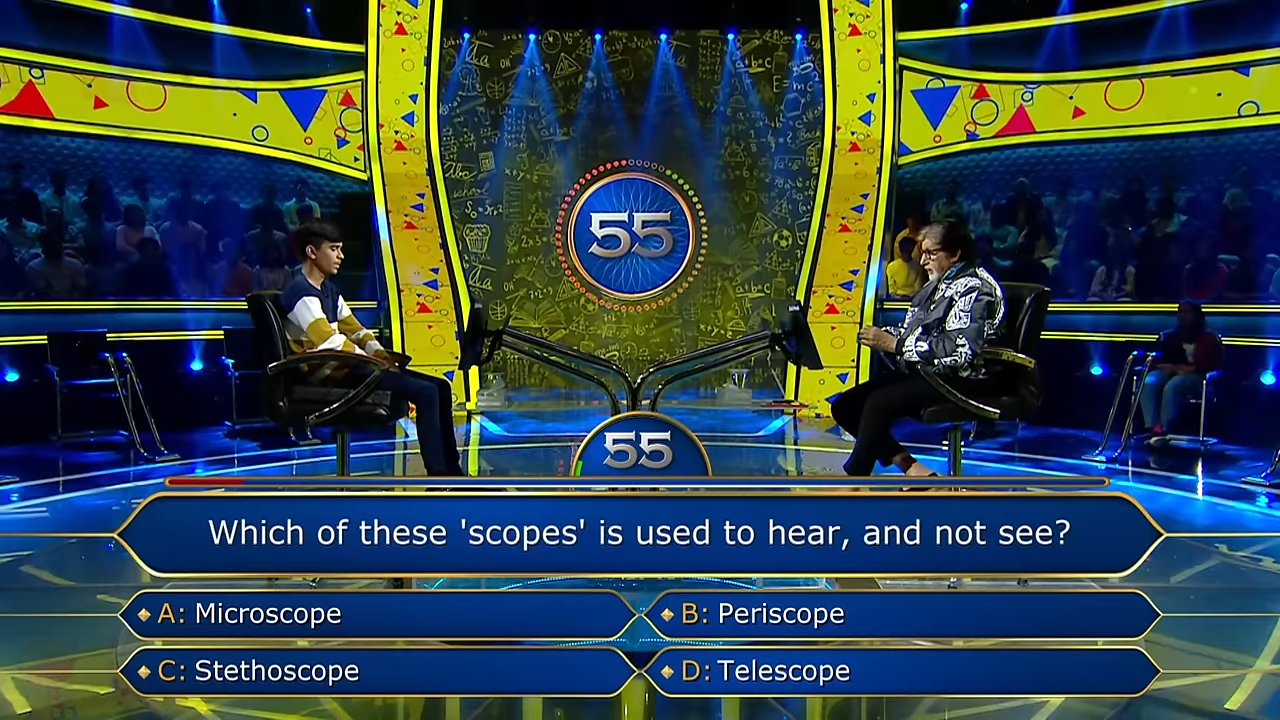 55
55
Which of these 'scopes' is used to hear, and not see?
A: Microscope
B: Periscope
C: Stethoscope
D: Telescope